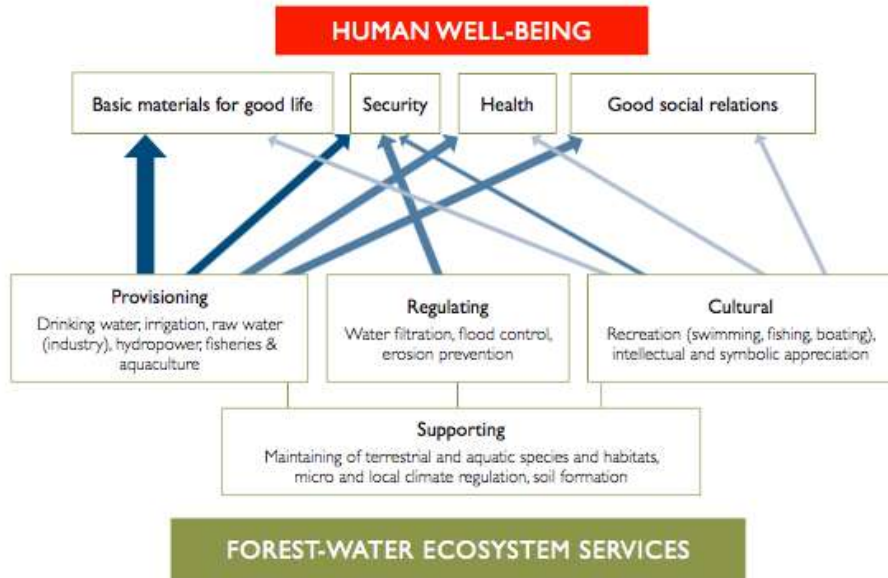 HUMAN WELL-BEING
Basic materials for good life
Security
Health
Good social relations
Provisioning
Drinking water, irrigation, raw water
(industry), hydropower, fisheries &
aquaculture
Regulating
Water filtration, flood control,
erosion prevention
Cultural
Recreation (swimming, fishing, boating),
intellectual and symbolic appreciation
Supporting
Maintaining of terrestrial and aquatic species and habitats,
micro and local climate regulation, soil formation
FOREST-WATER ECOSYSTEM SERVICES